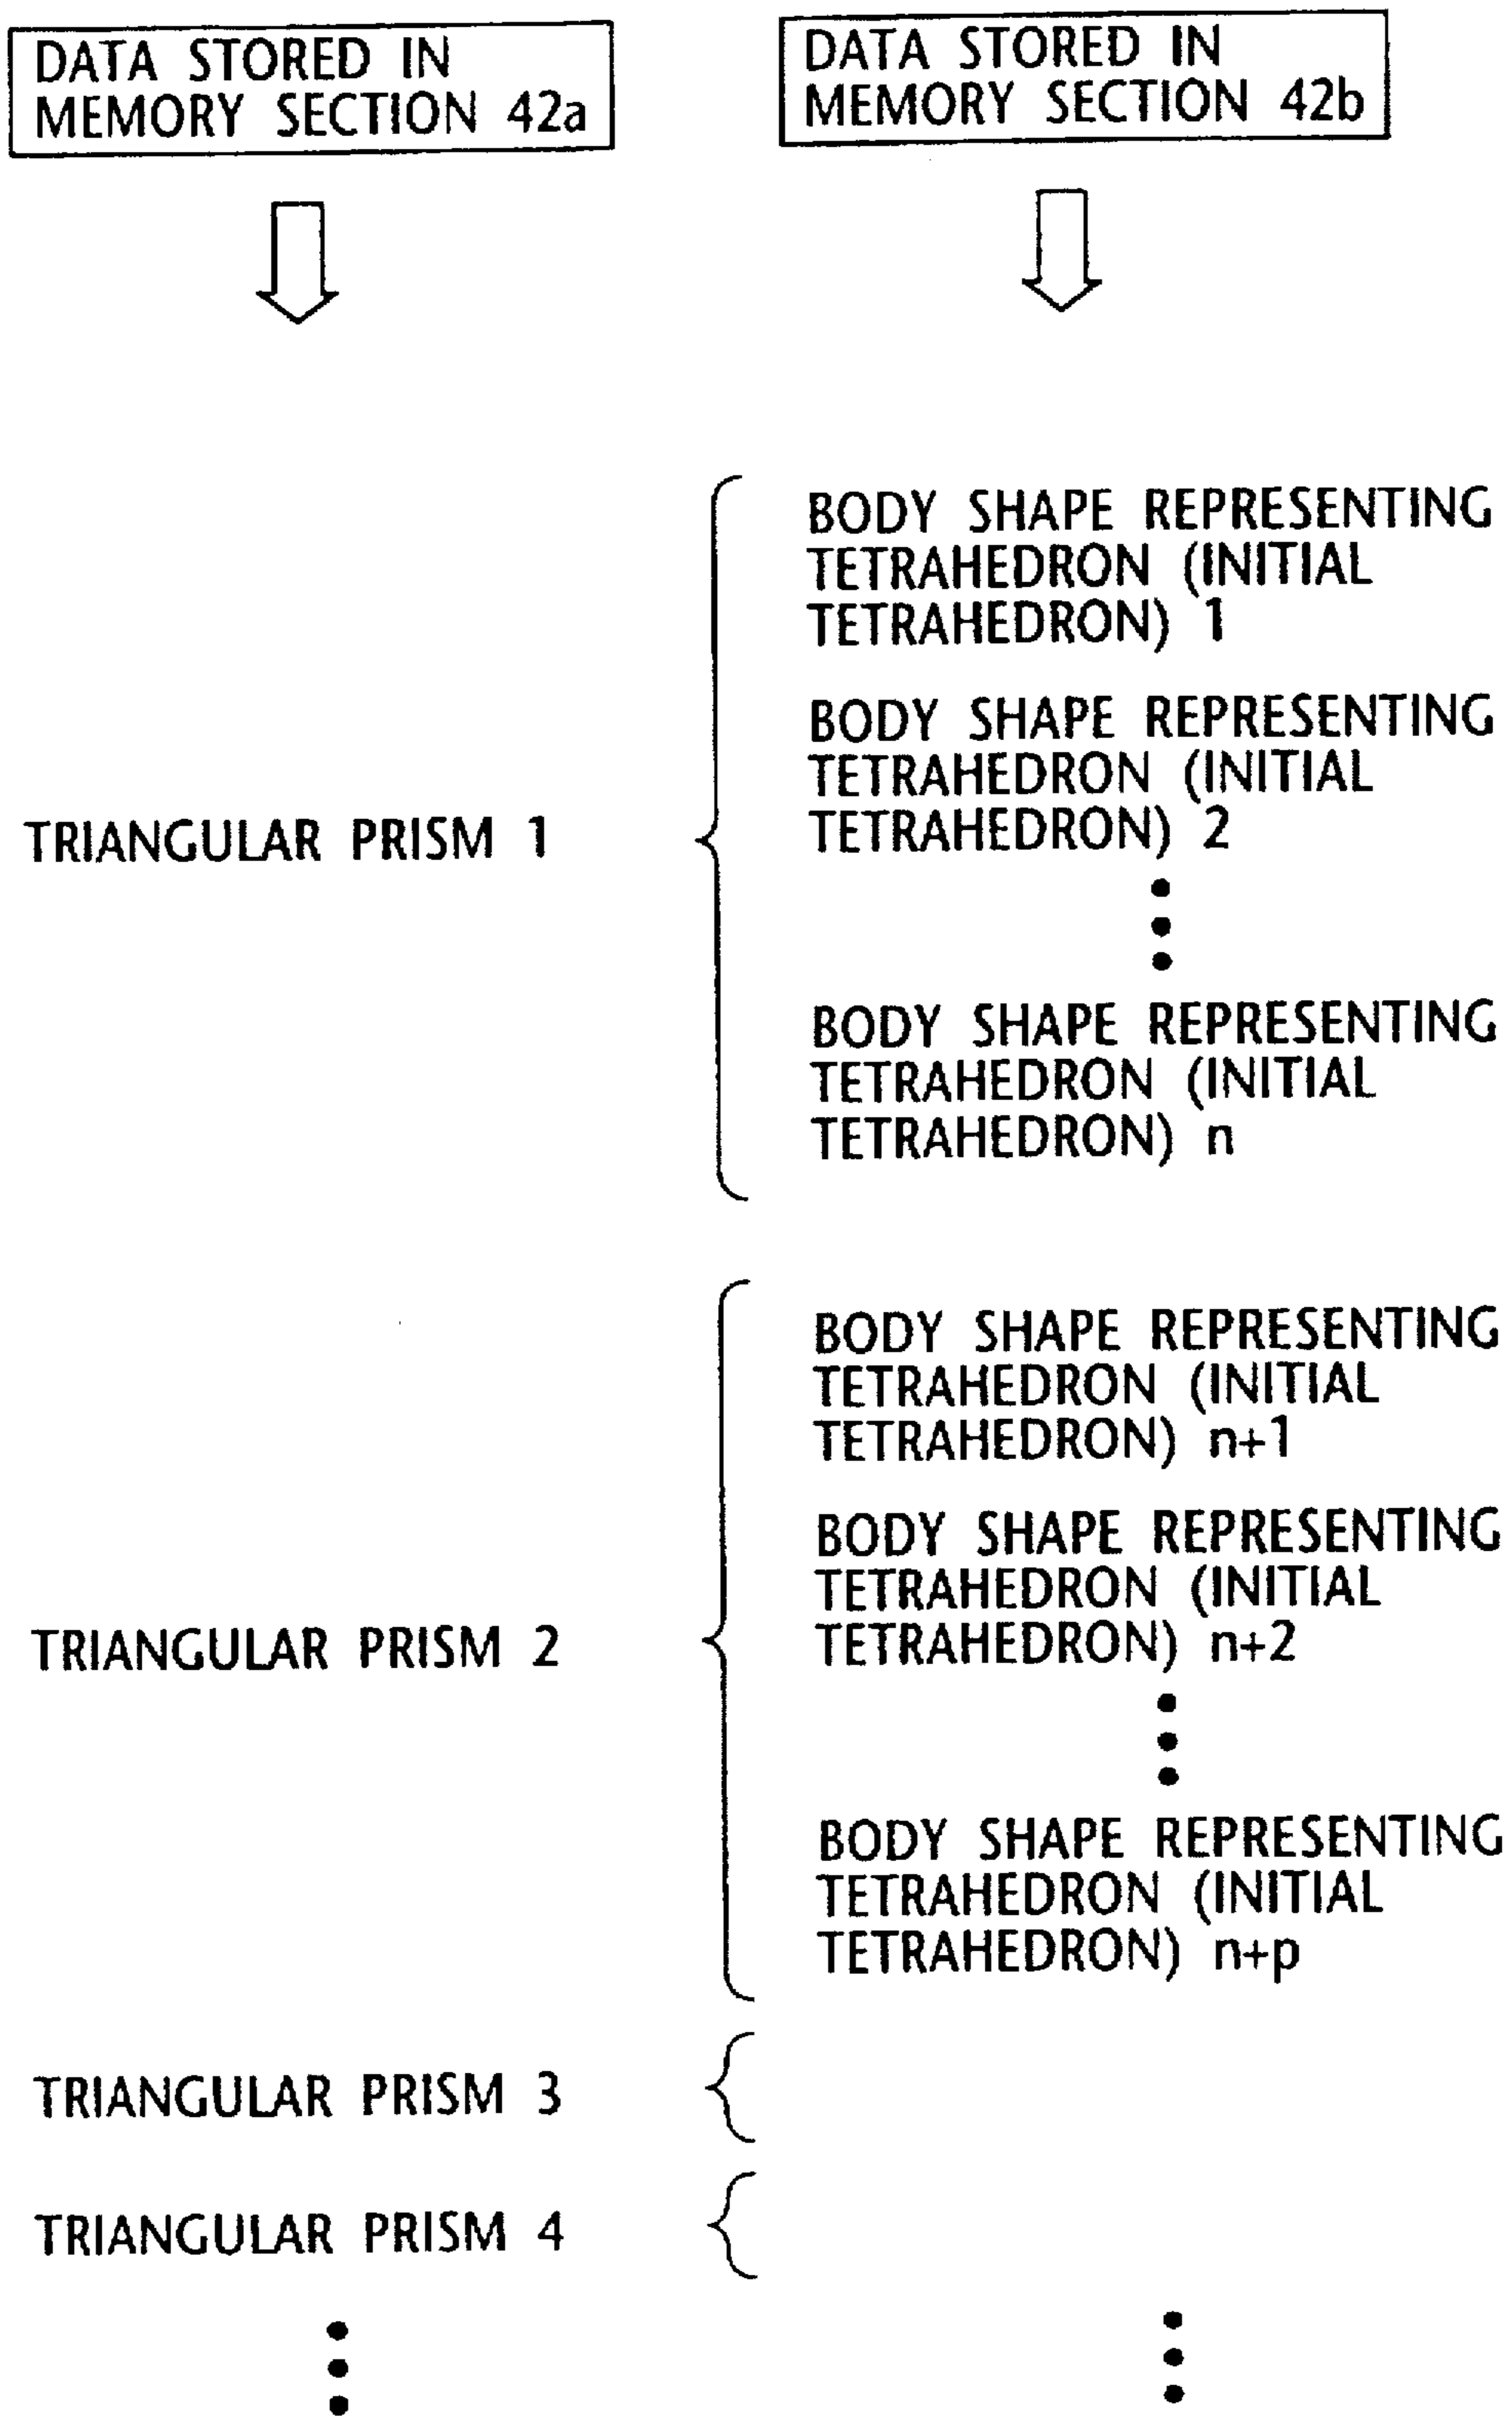 DATA STORED IN
MEMORY SECTION 42a
DATA STORED IN
MEMORY SECTION 42b
TRIANGULAR PRISM 1
BODY SHAPE REPRESENTING
TETRAHEDRON (INITIAL
TETRAHEDRON) 1
BODY SHAPE REPRESENTING
TETRAHEDRON (INITIAL
TETRAHEDRON) 2
BODY SHAPE REPRESENTING
TETRAHEDRON (INITIAL
TETRAHEDRON) n
TRIANGULAR PRISM 2
BODY SHAPE REPRESENTING
TETRAHEDRON (INITIAL
TETRAHEDRON) n+1
BODY SHAPE REPRESENTING
TETRAHEDRON (INITIAL
TETRAHEDRON) n+2
BODY SHAPE REPRESENTING
TETRAHEDRON (INITIAL
TETRAHEDRON) n+p
TRIANGULAR PRISM 3
TRIANGULAR PRISM 4